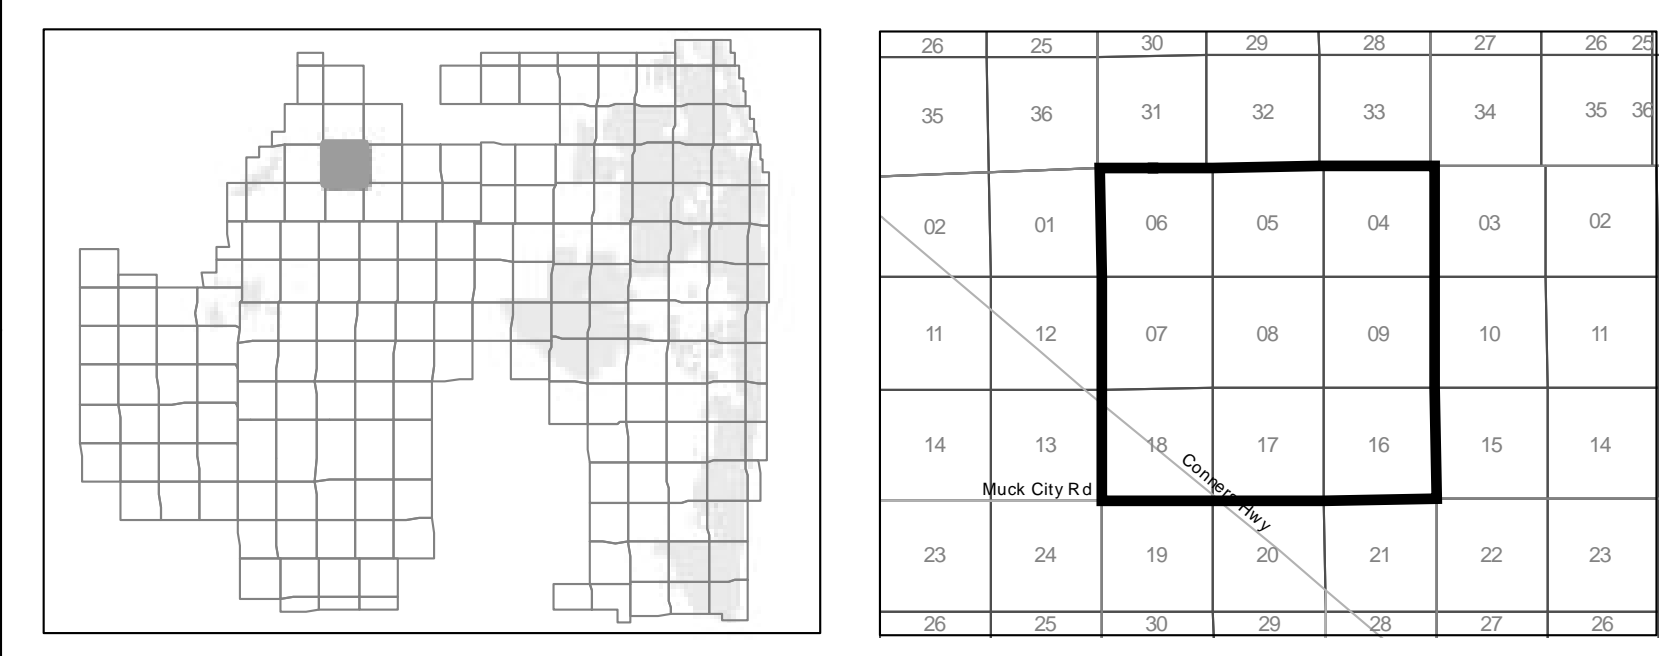 26 25 30 29 28 27 26 25
35 36 31 32 33 34 35 36
02 01 06 05 04 03 02
11 12 07 08 09 10 11
14 13 18 17 16 15 14
Muck City Rd
Conners Hwy
23 24 19 20 21 22 23
26 25 30 29 28 27 26